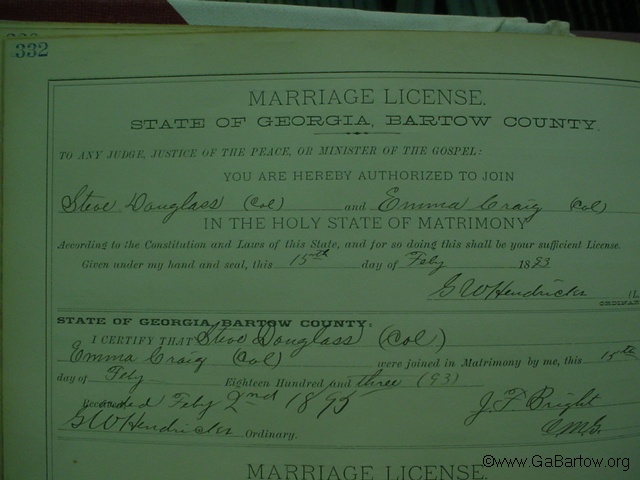 332
MARRIAGE LICENSE.
STATE OF GEORGIA, BARTOW COUNTY.
TO ANY JUDGE, JUSTICE OF THE PEACE, OR MINISTER OF THE GOSPEL:
YOU ARE HEREBY AUTHORIZED TO JOIN
Steve Douglass (Col) and Emma Craig (Col)
IN THE HOLY STATE OF MATRIMONY
According to the Constitution and Laws of this State, and for so doing this shall be your sufficient License.
Given under my hand and seal, this 15th day of Feby 1893
G W Hendricks
ORDINARY
STATE OF GEORGIA, BARTOW COUNTY:
I CERTIFY THAT Steve Douglass (Col)
Emma Craig (Col) were joined in Matrimony by me, this 15th
day of Feby Eighteen Hundred and three (93)
Recorded Feby 2nd 1895 J F Bright
G W Hendricks Ordinary.
MARRIAGE LICENSE.
©www.GaBartow.org